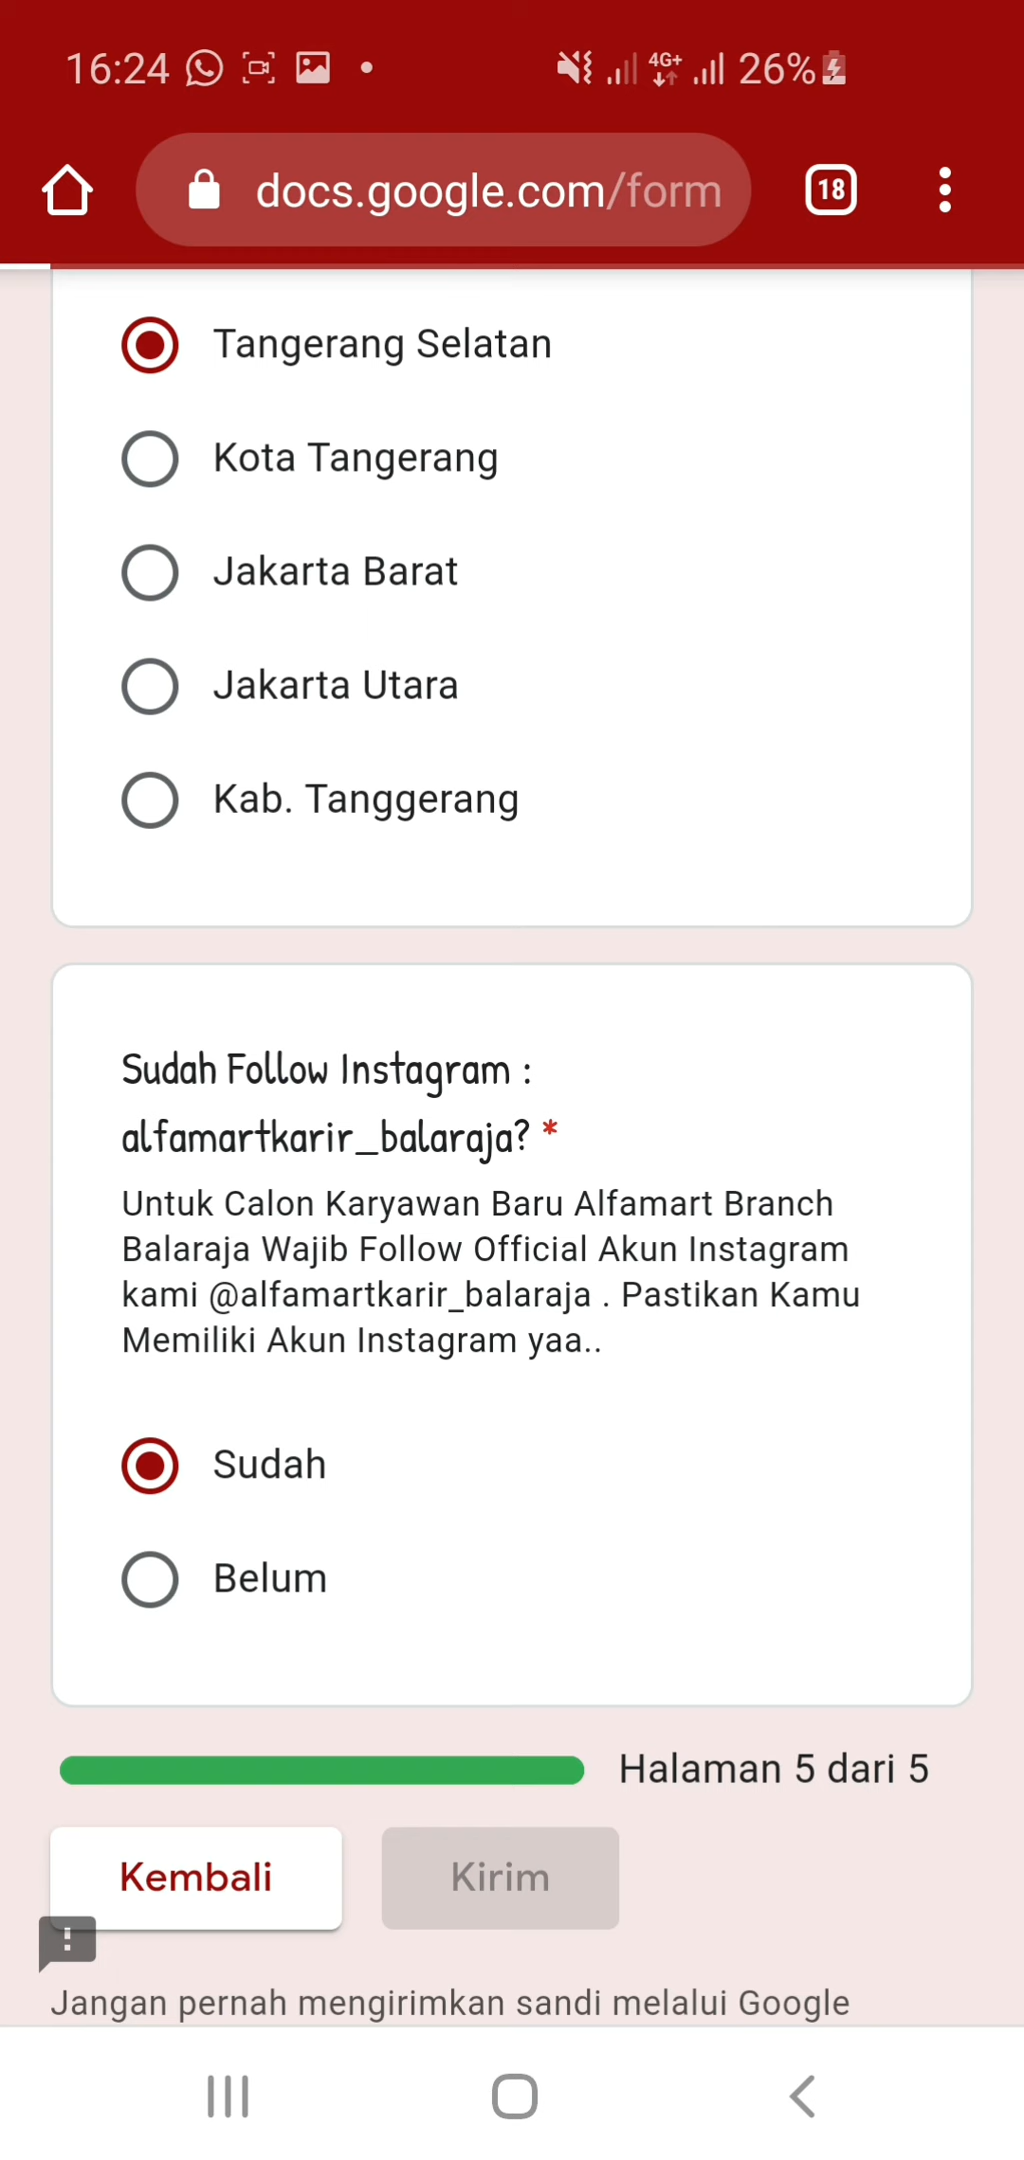 16:24
4G+
26%
docs.google.com/form
18
Tangerang Selatan
Kota Tangerang
Jakarta Barat
Jakarta Utara
Kab. Tanggerang
Sudah Follow Instagram :
alfamartkarir_balaraja? *
Untuk Calon Karyawan Baru Alfamart Branch
Balaraja Wajib Follow Official Akun Instagram
kami @alfamartkarir_balaraja . Pastikan Kamu
Memiliki Akun Instagram yaa..
Sudah
Belum
Halaman 5 dari 5
Kembali
Kirim
Jangan pernah mengirimkan sandi melalui Google